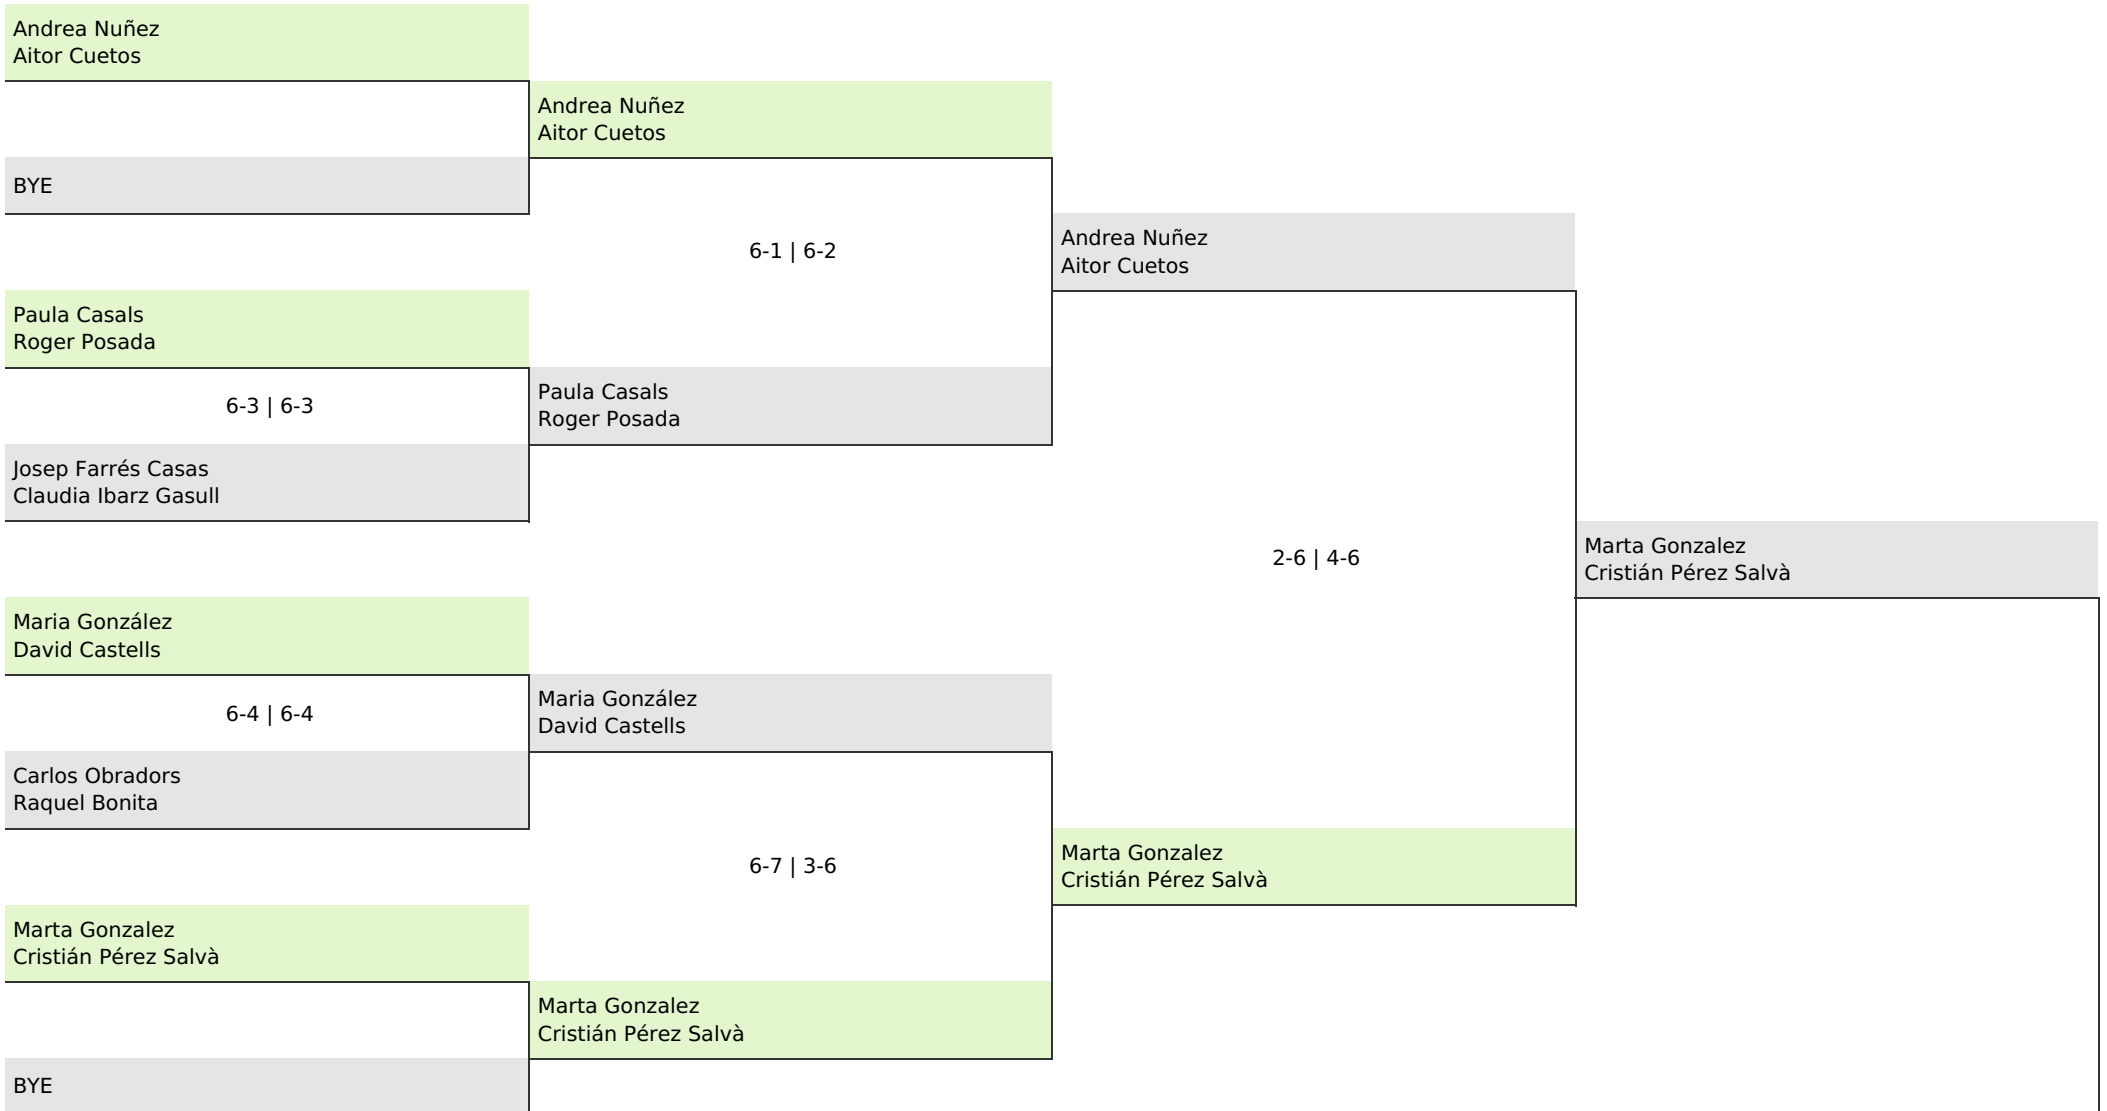 Andrea Nuñez
Aitor Cuetos
BYE
Paula Casals
Roger Posada
6-3 | 6-3
Josep Farrés Casas
Claudia Ibarz Gasull
Maria González
David Castells
6-4 | 6-4
Carlos Obradors
Raquel Bonita
Marta Gonzalez
Cristián Pérez Salvà
BYE
Andrea Nuñez
Aitor Cuetos
6-1 | 6-2
Paula Casals
Roger Posada
Maria González
David Castells
6-7 | 3-6
Marta Gonzalez
Cristián Pérez Salvà
Andrea Nuñez
Aitor Cuetos
2-6 | 4-6
Marta Gonzalez
Cristián Pérez Salvà
Marta Gonzalez
Cristián Pérez Salvà